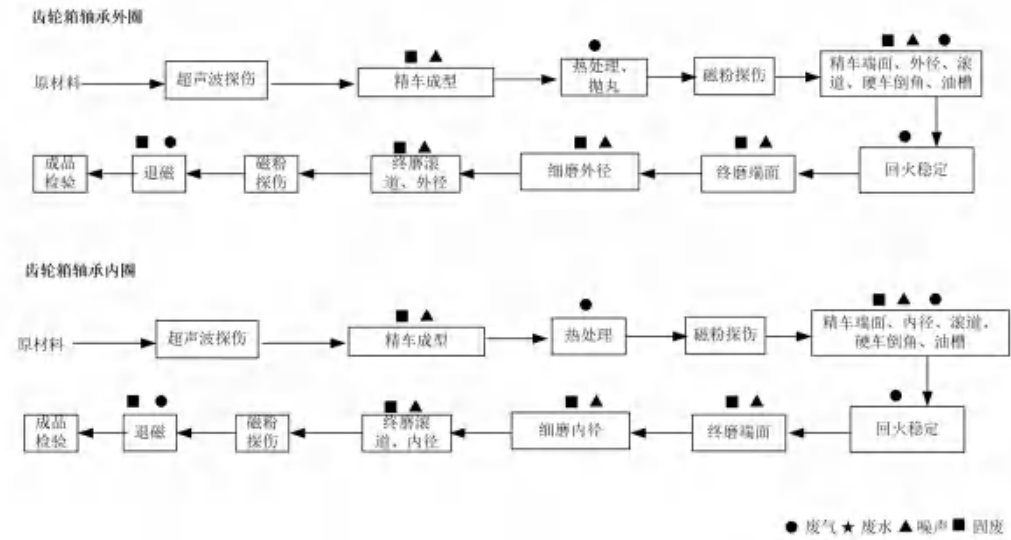 齿轮箱轴承外圈
原材料
超声波探伤
精车成型
热处理、
抛丸
磁粉探伤
精车端面、外径、滚
道、硬车倒角、油槽
回火稳定
终磨端面
细磨外径
终磨滚
道、外径
磁粉
探伤
退磁
成品
检验
齿轮箱轴承内圈
原材料
超声波探伤
精车成型
热处理
磁粉探伤
精车端面、内径、滚道、
硬车倒角、油槽
回火稳定
终磨端面
细磨内径
终磨滚
道、内径
磁粉
探伤
退磁
成品
检验
● 废气 ★ 废水 ▲ 噪声 ■ 固废